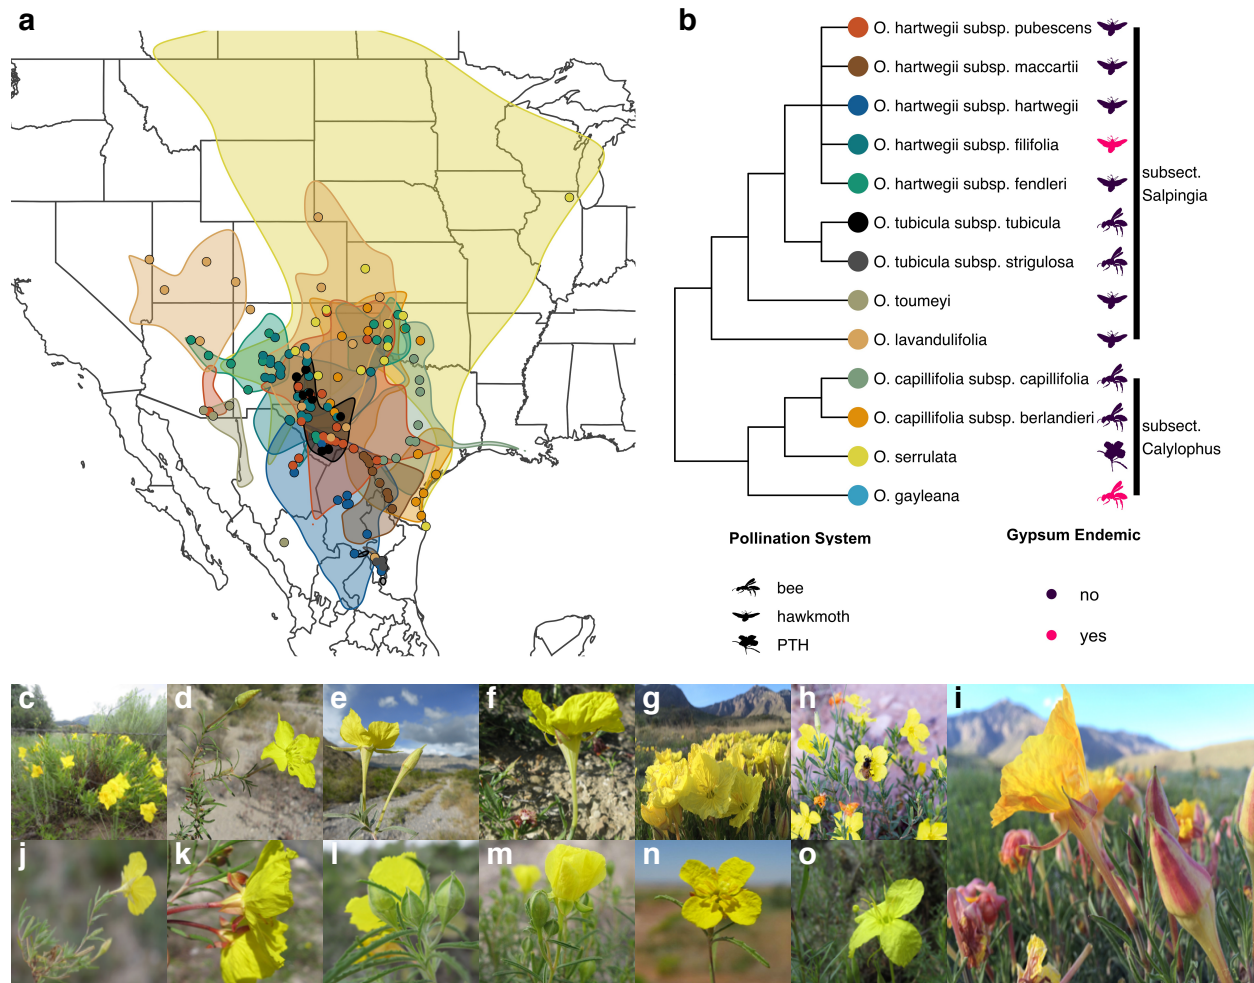 a
b
O. hartwegii subsp. pubescens
O. hartwegii subsp. maccartii
O. hartwegii subsp. hartwegii
O. hartwegii subsp. filifolia
O. hartwegii subsp. fendleri
O. tubicula subsp. tubicula
O. tubicula subsp. strigulosa
O. toumeyi
O. lavandulifolia
subsect.
Salpingia
O. capillifolia subsp. capillifolia
O. capillifolia subsp. berlandieri
O. serrulata
O. gayleana
subsect.
Calylophus
Pollination System
bee
hawkmoth
PTH
Gypsum Endemic
no
yes
c
d
e
f
g
h
i
j
k
l
m
n
o